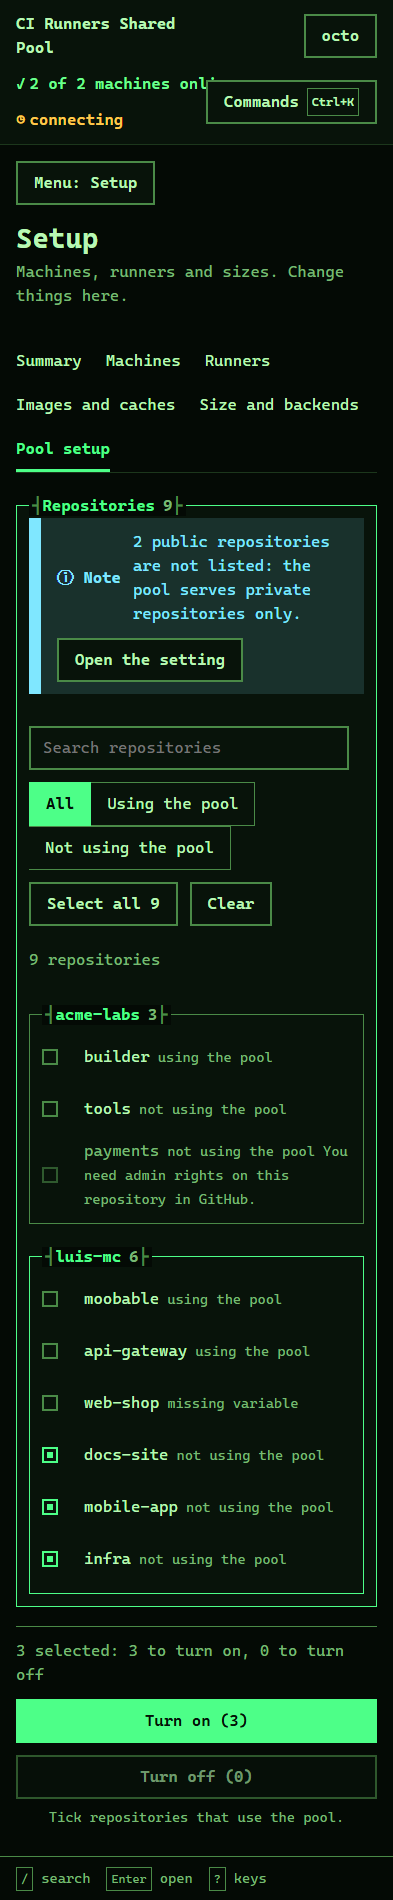 CI Runners Shared
Pool
octo
✓ 2 of 2 machines onl
Commands Ctrl+K
connecting
Menu: Setup
Setup
Machines, runners and sizes. Change
things here.
Summary Machines Runners
Images and caches Size and backends
Pool setup
Repositories 9
ⓘ Note
2 public repositories
are not listed: the
pool serves private
repositories only.
Open the setting
Search repositories
All Using the pool
Not using the pool
Select all 9 Clear
9 repositories
acme-labs 3
builder using the pool
tools not using the pool
payments not using the pool You
need admin rights on this
repository in GitHub.
luis-mc 6
moobable using the pool
api-gateway using the pool
web-shop missing variable
docs-site not using the pool
mobile-app not using the pool
infra not using the pool
3 selected: 3 to turn on, 0 to turn
off
Turn on (3)
Turn off (0)
Tick repositories that use the pool.
/ search Enter open ? keys